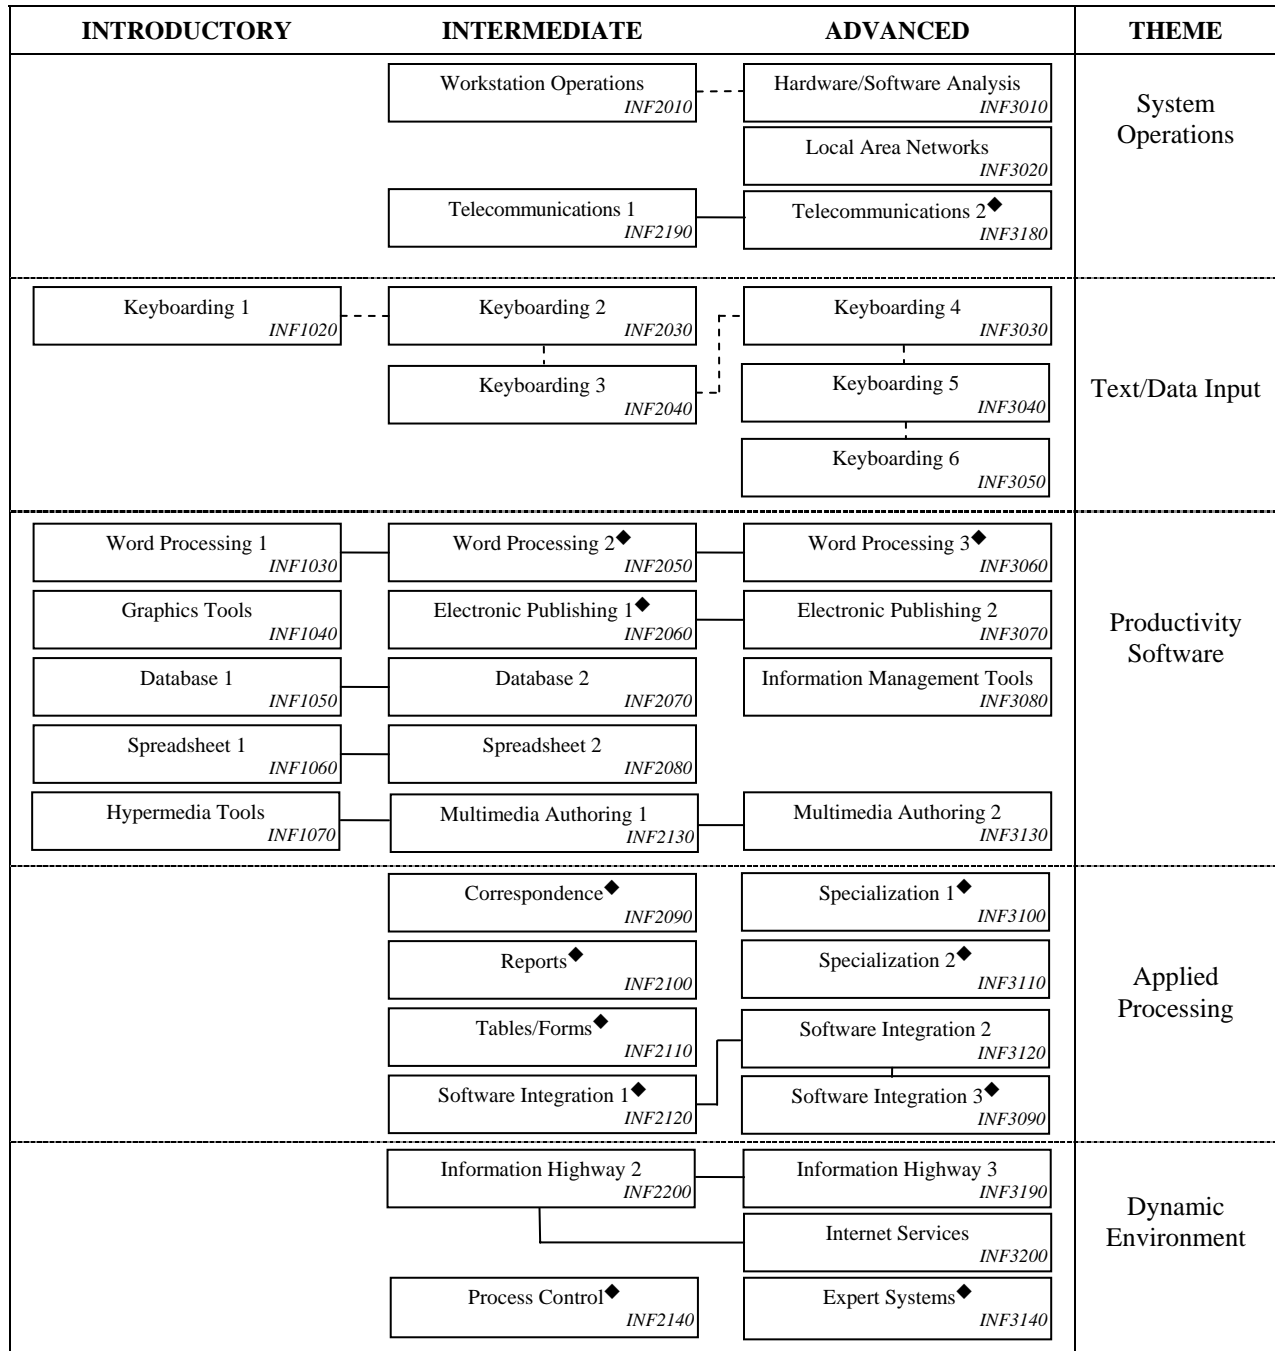 INTRODUCTORY INTERMEDIATE ADVANCED THEME
Workstation Operations
INF2010
Hardware/Software Analysis
INF3010
Local Area Networks
INF3020
Telecommunications 1
INF2190
Telecommunications 2◆
INF3180
System
Operations
Keyboarding 1
INF1020
Keyboarding 2
INF2030
Keyboarding 4
INF3030
Keyboarding 3
INF2040
Keyboarding 5
INF3040
Keyboarding 6
INF3050
Text/Data Input
Word Processing 1
INF1030
Word Processing 2◆
INF2050
Word Processing 3◆
INF3060
Graphics Tools
INF1040
Electronic Publishing 1◆
INF2060
Electronic Publishing 2
INF3070
Database 1
INF1050
Database 2
INF2070
Information Management Tools
INF3080
Spreadsheet 1
INF1060
Spreadsheet 2
INF2080
Hypermedia Tools
INF1070
Multimedia Authoring 1
INF2130
Multimedia Authoring 2
INF3130
Productivity
Software
Correspondence◆
INF2090
Specialization 1◆
INF3100
Reports◆
INF2100
Specialization 2◆
INF3110
Tables/Forms◆
INF2110
Software Integration 2
INF3120
Software Integration 1◆
INF2120
Software Integration 3◆
INF3090
Applied
Processing
Information Highway 2
INF2200
Information Highway 3
INF3190
Internet Services
INF3200
Process Control◆
INF2140
Expert Systems◆
INF3140
Dynamic
Environment